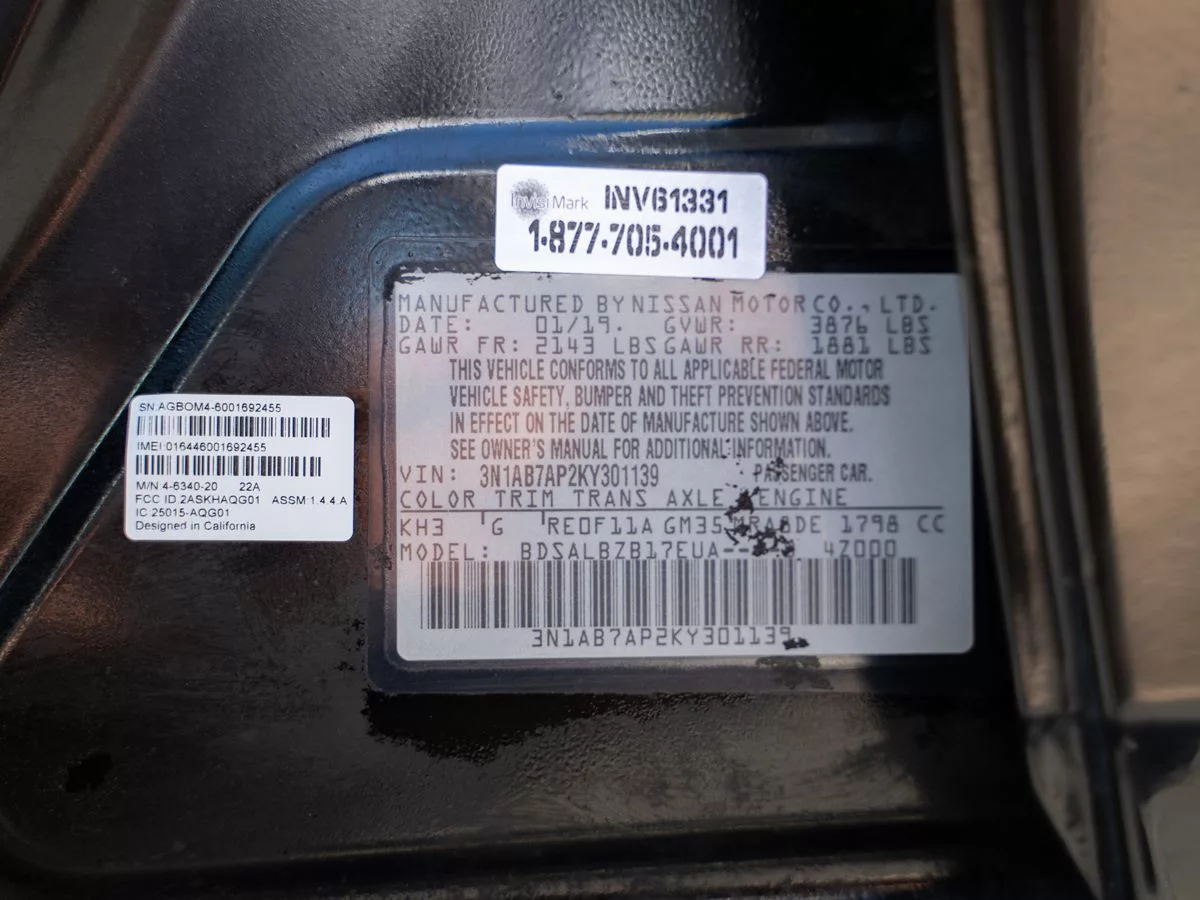 InvisiMark INV61331
1-877-705-4001
MANUFACTURED BY NISSAN MOTOR CO., LTD.
DATE: 01/19. GVWR: 3876 LBS
GAWR FR: 2143 LBS GAWR RR: 1881 LBS
THIS VEHICLE CONFORMS TO ALL APPLICABLE FEDERAL MOTOR
VEHICLE SAFETY, BUMPER AND THEFT PREVENTION STANDARDS
IN EFFECT ON THE DATE OF MANUFACTURE SHOWN ABOVE.
SEE OWNER'S MANUAL FOR ADDITIONAL INFORMATION.
VIN: 3N1AB7AP2KY301139 PASSENGER CAR.
COLOR TRIM TRANS AXLE ENGINE
KH3 G RE0F11A GM35 MRA8DE 1798 CC
MODEL: BDSALBZB17EUA-- 4Z000
3N1AB7AP2KY301139
SN.AGBOM4-6001692455
IMEI:016446001692455
M/N:4-6340-20 22A
FCC ID 2ASKHAQG01 ASSM 1.4.4.A
IC 25015-AQG01
Designed in California